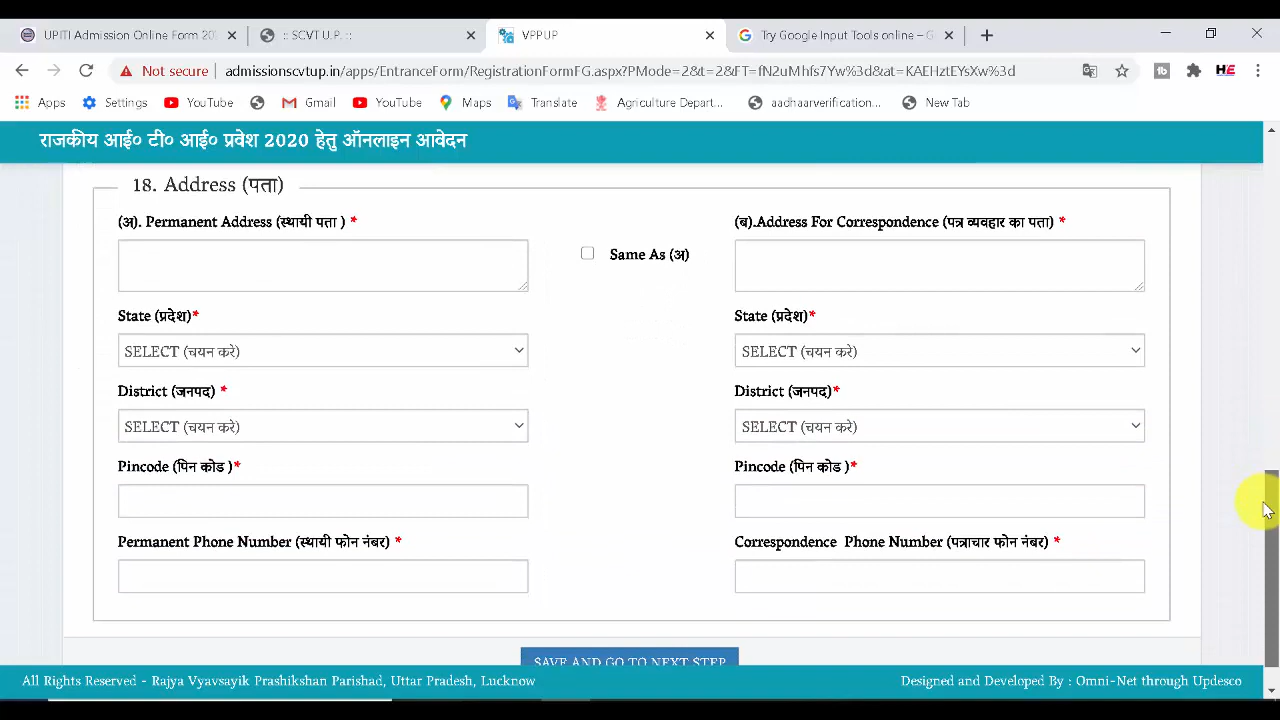 UPITI Admission Online Form 20
:: SCVT U.P. ::
VPPUP
Try Google Input Tools online – G
Not secure admissionscvtup.in/apps/EntranceForm/RegistrationFormFG.aspx?PMode=2&t=2&FT=fN2uMhfs7Yw%3d&at=KAEHztEYsXw%3d
Apps Settings YouTube Gmail YouTube Maps Translate Agriculture Depart... aadhaarverification... New Tab
राजकीय आई० टी० आई० प्रवेश 2020 हेतु ऑनलाइन आवेदन
18. Address (पता)
(अ). Permanent Address (स्थायी पता ) *
(ब).Address For Correspondence (पत्र व्यवहार का पता) *
Same As (अ)
State (प्रदेश)*
State (प्रदेश)*
SELECT (चयन करे)
SELECT (चयन करे)
District (जनपद) *
District (जनपद)*
SELECT (चयन करे)
SELECT (चयन करे)
Pincode (पिन कोड )*
Pincode (पिन कोड )*
Permanent Phone Number (स्थायी फोन नंबर) *
Correspondence Phone Number (पत्राचार फोन नंबर) *
SAVE AND GO TO NEXT STEP
All Rights Reserved - Rajya Vyavsayik Prashikshan Parishad, Uttar Pradesh, Lucknow
Designed and Developed By : Omni-Net through Updesco